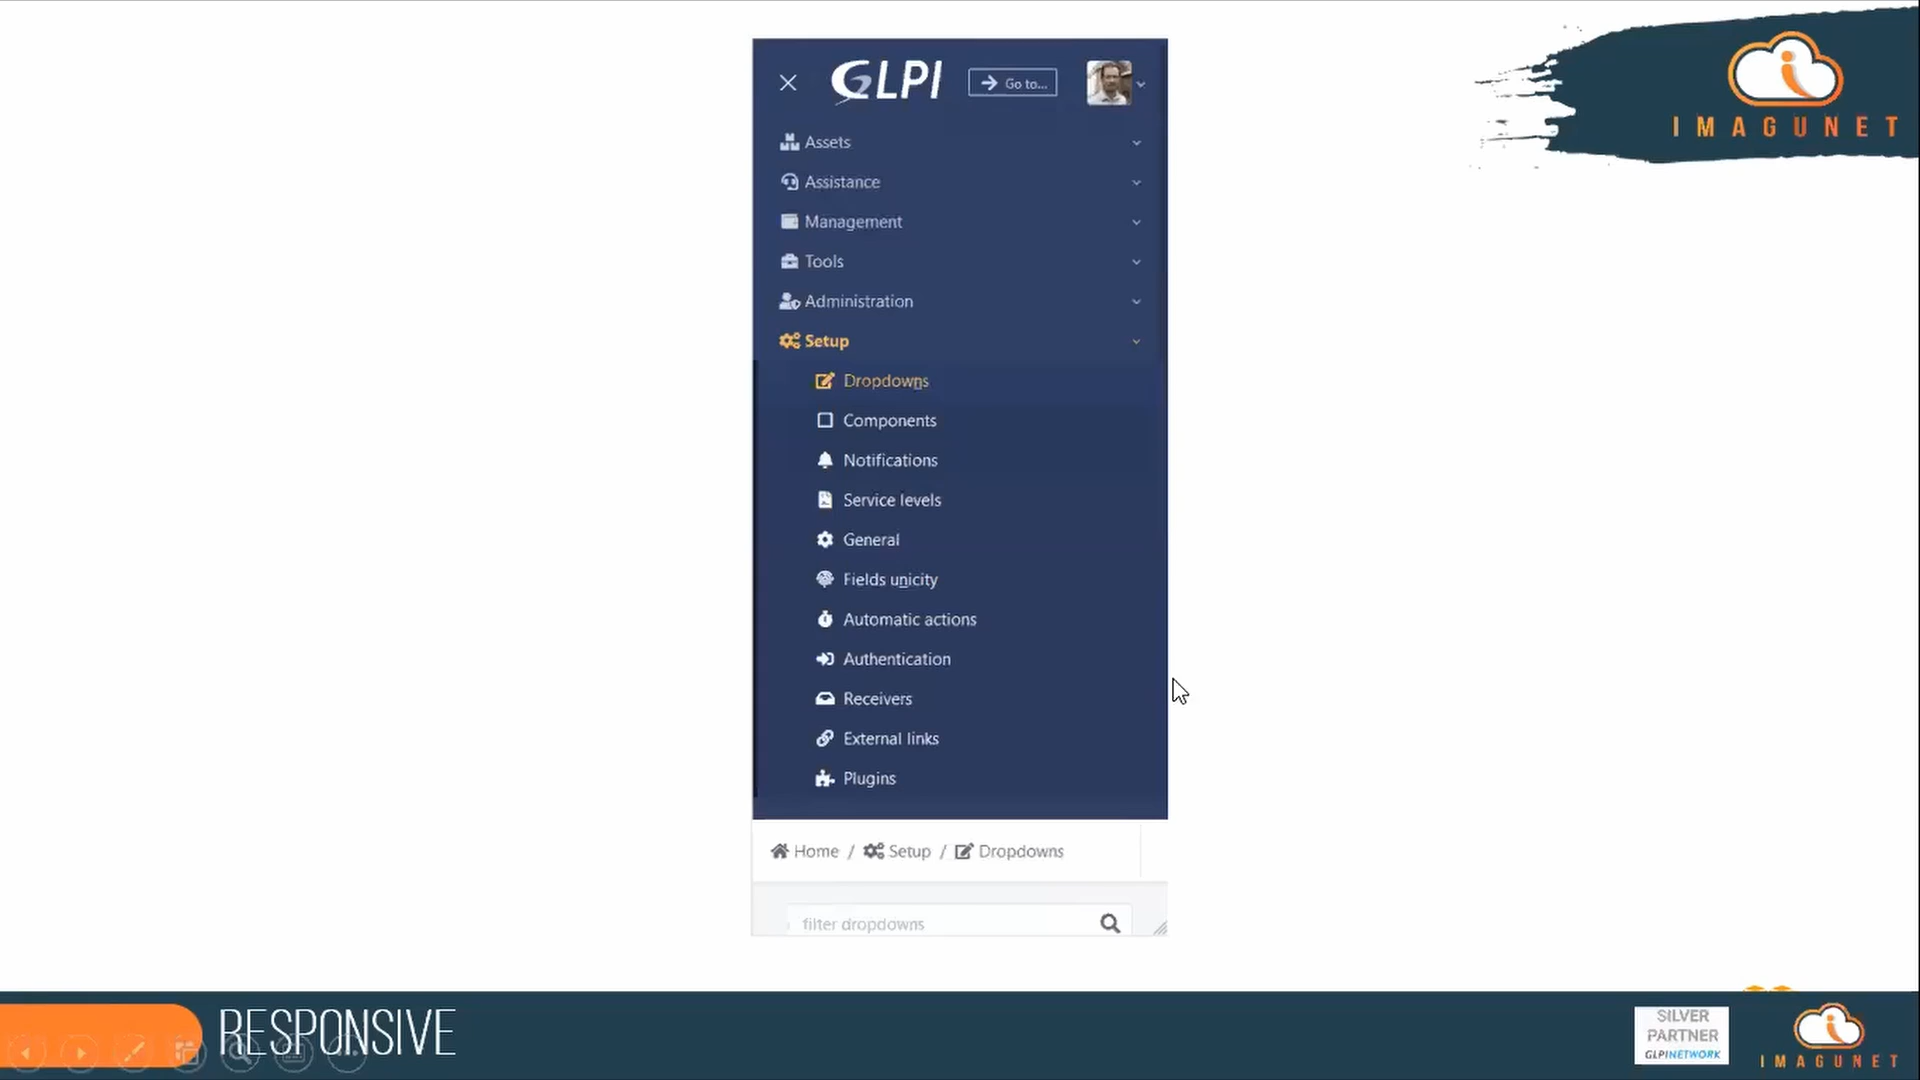 GLPI
Go to...
IMAGUNET
Assets
Assistance
Management
Tools
Administration
Setup
Dropdowns
Components
Notifications
Service levels
General
Fields unicity
Automatic actions
Authentication
Receivers
External links
Plugins
Home / Setup / Dropdowns
filter dropdowns
RESPONSIVE
SILVER
PARTNER
GLPINETWORK
IMAGUNET